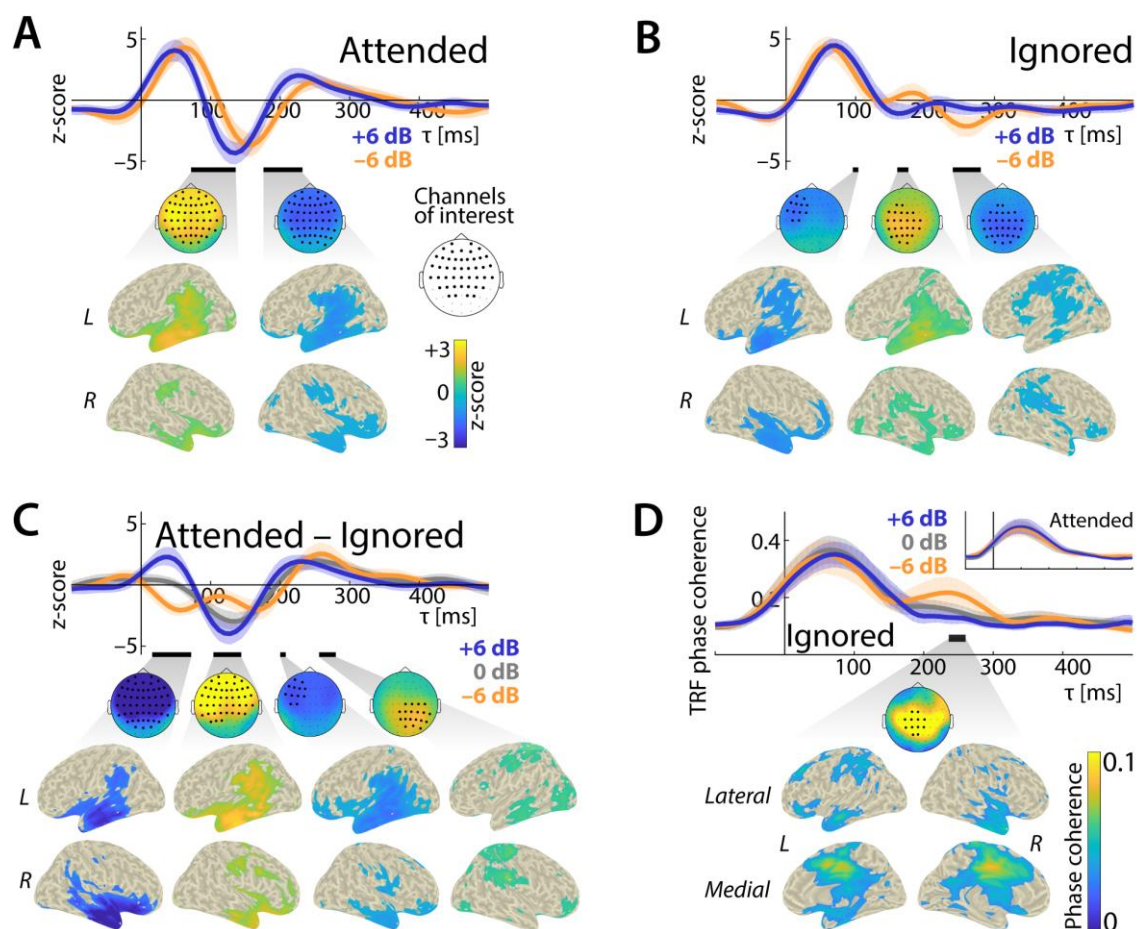 A
Attended
5
z-score
−5
100
200
300
400
τ [ms]
+6 dB
−6 dB
Channels
of interest
L
R
+3
0
−3
z-score
B
Ignored
5
z-score
−5
100
200
300
400
τ [ms]
+6 dB
−6 dB
L
R
C
Attended – Ignored
5
z-score
−5
100
200
300
400
τ [ms]
+6 dB
0 dB
−6 dB
L
R
D
TRF phase coherence
0.4
+6 dB
0 dB
−6 dB
Attended
Ignored
100
200
300
400
τ [ms]
Lateral
L
R
Medial
0.1
0
Phase coherence